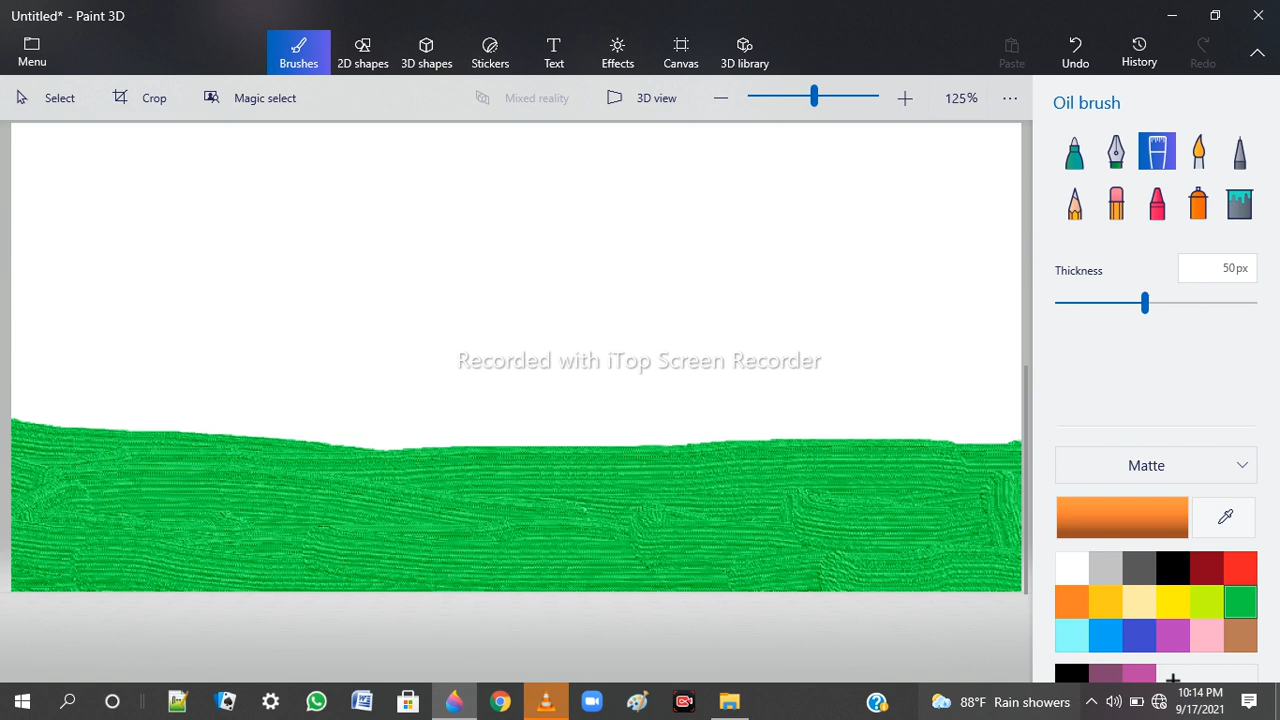 Untitled* - Paint 3D
Menu
Brushes
2D shapes
3D shapes
Stickers
Text
Effects
Canvas
3D library
Paste
Undo
History
Redo
Select
Crop
Magic select
Mixed reality
3D view
125%
Oil brush
Thickness
50px
Recorded with iTop Screen Recorder
Matte
88°F Rain showers
10:14 PM
9/17/2021